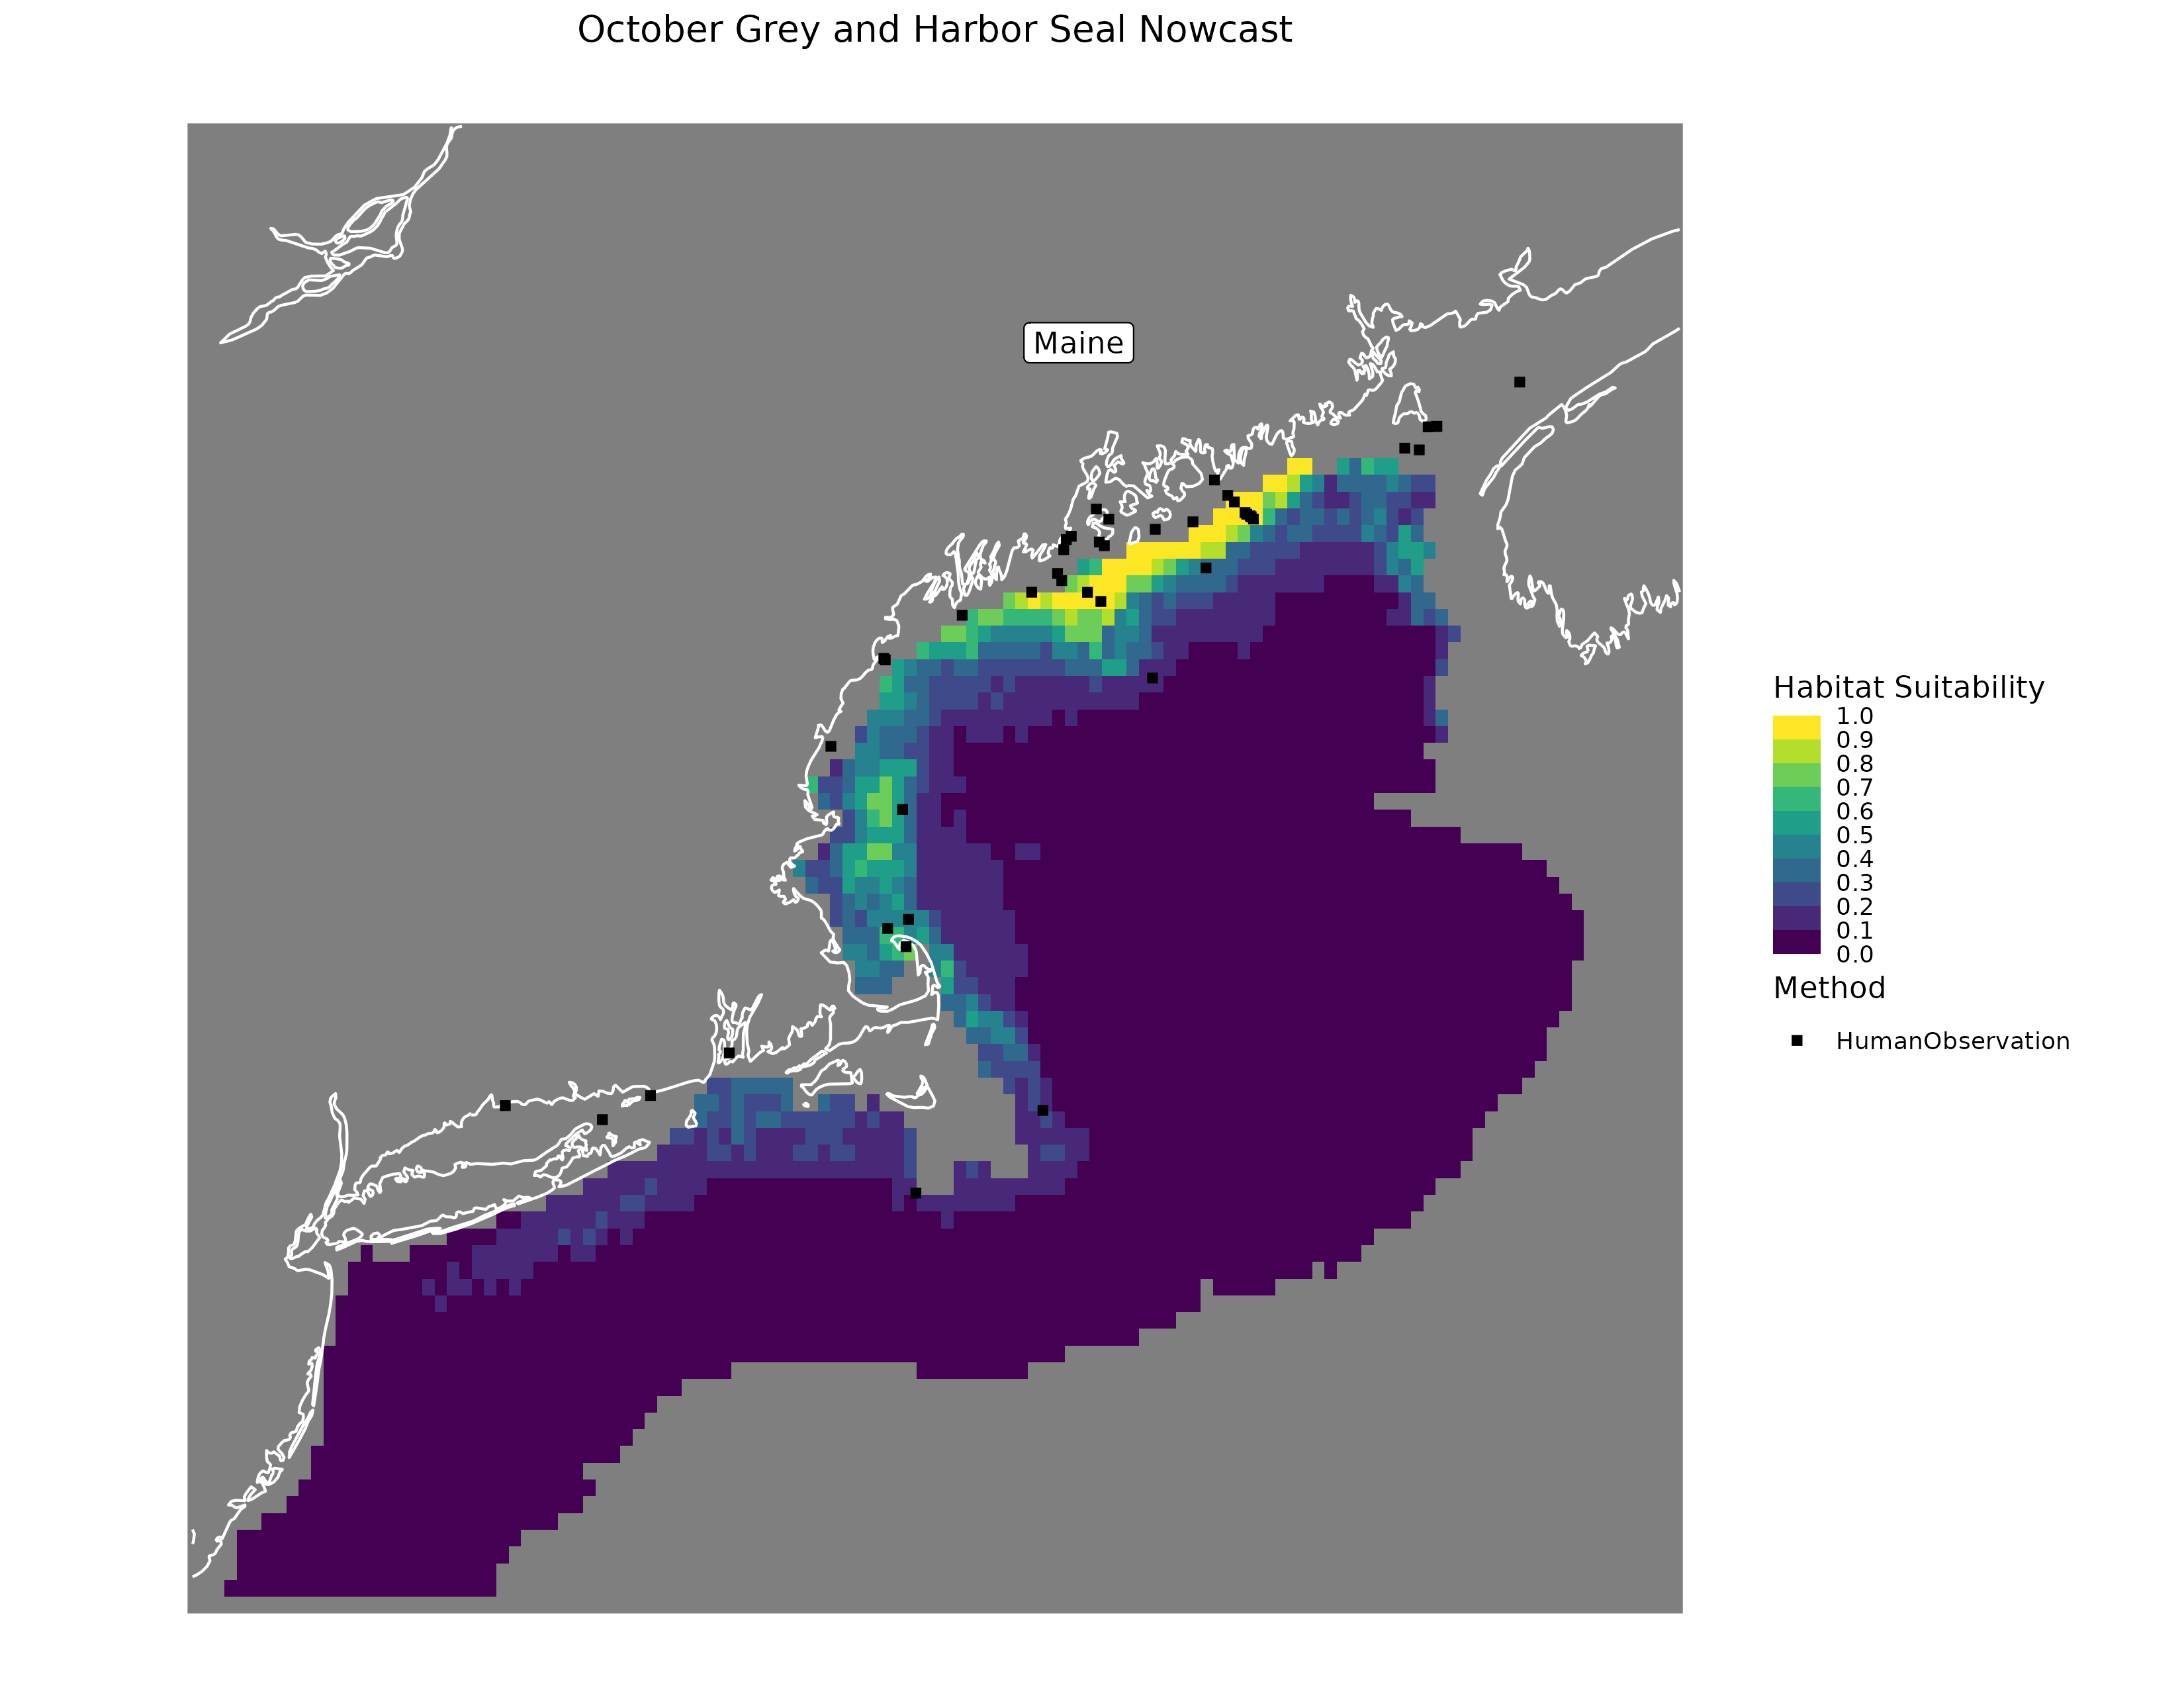 October Grey and Harbor Seal Nowcast
Maine
Habitat Suitability
1.0
0.9
0.8
0.7
0.6
0.5
0.4
0.3
0.2
0.1
0.0
Method
HumanObservation